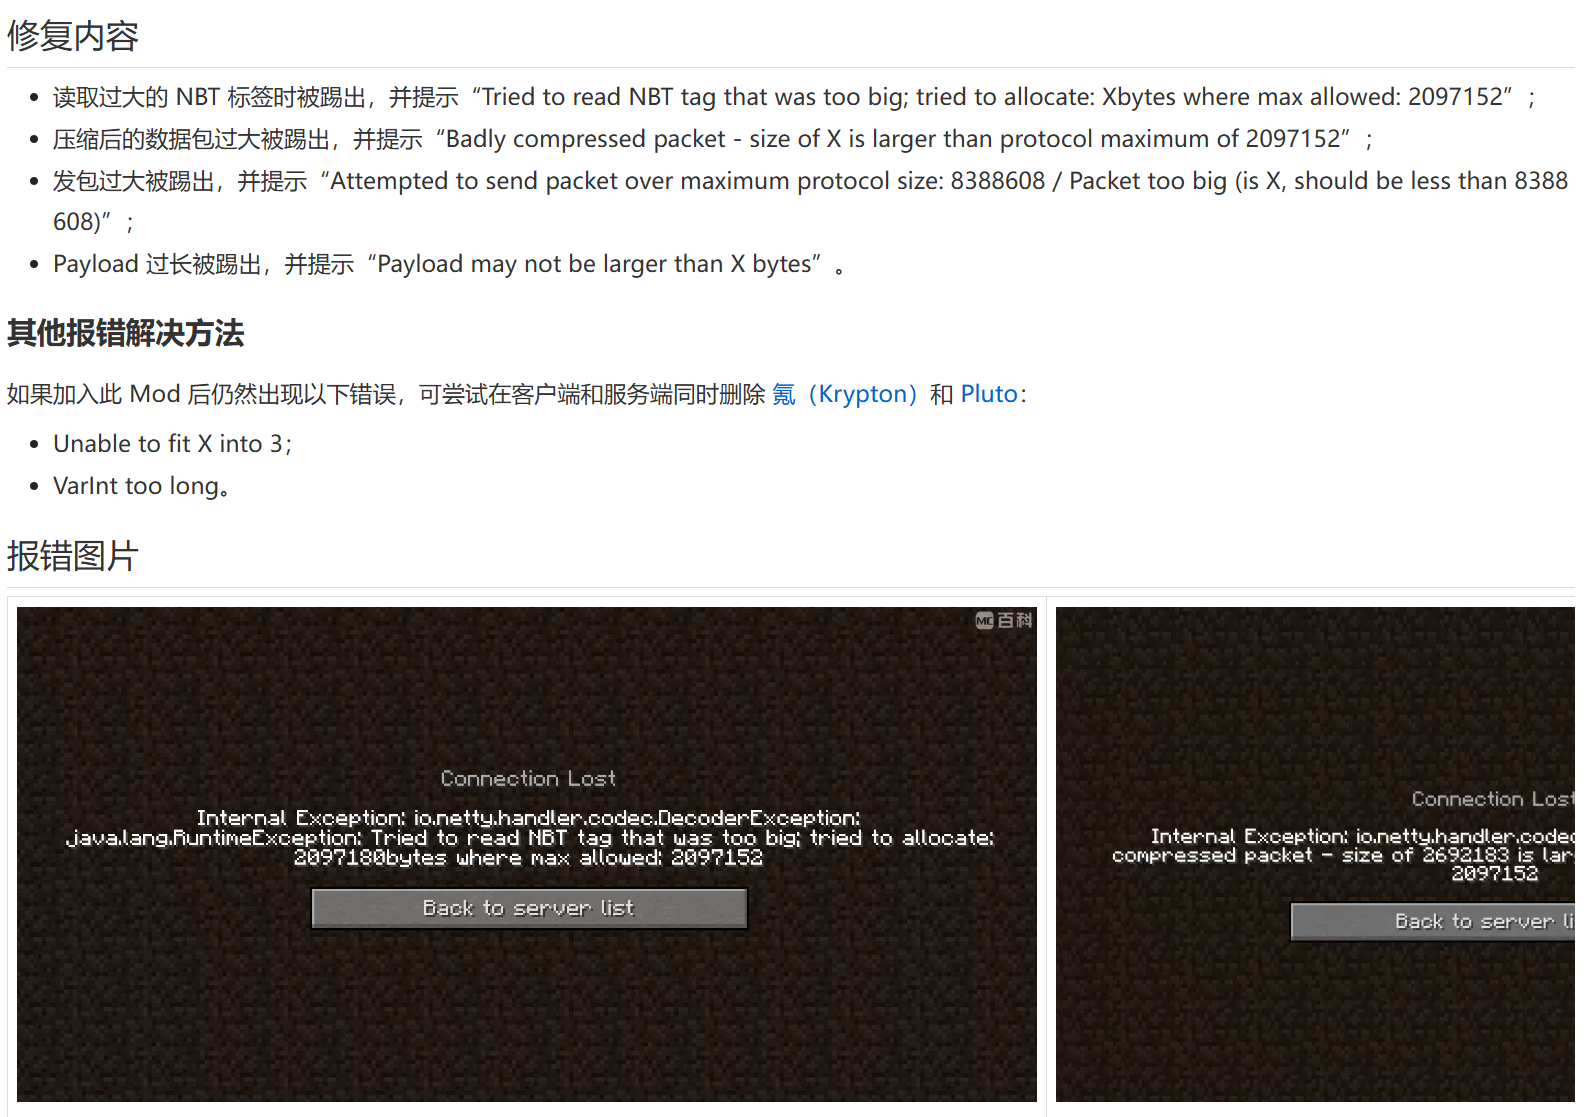 修复内容
读取过大的 NBT 标签时被踢出，并提示“Tried to read NBT tag that was too big; tried to allocate: Xbytes where max allowed: 2097152”；
压缩后的数据包过大被踢出，并提示“Badly compressed packet - size of X is larger than protocol maximum of 2097152”；
发包过大被踢出，并提示“Attempted to send packet over maximum protocol size: 8388608 / Packet too big (is X, should be less than 8388
608)”；
Payload 过长被踢出，并提示“Payload may not be larger than X bytes”。
其他报错解决方法
如果加入此 Mod 后仍然出现以下错误，可尝试在客户端和服务端同时删除 氪（Krypton）和 Pluto：
Unable to fit X into 3；
VarInt too long。
报错图片
MC百科
Connection Lost
Internal Exception: io.netty.handler.codec.DecoderException:
java.lang.RuntimeException: Tried to read NBT tag that was too big; tried to allocate:
2097180bytes where max allowed: 2097152
Back to server list
Connection Lost
Internal Exception: io.netty.handler.codec
compressed packet - size of 2692183 is lar
2097152
Back to server li